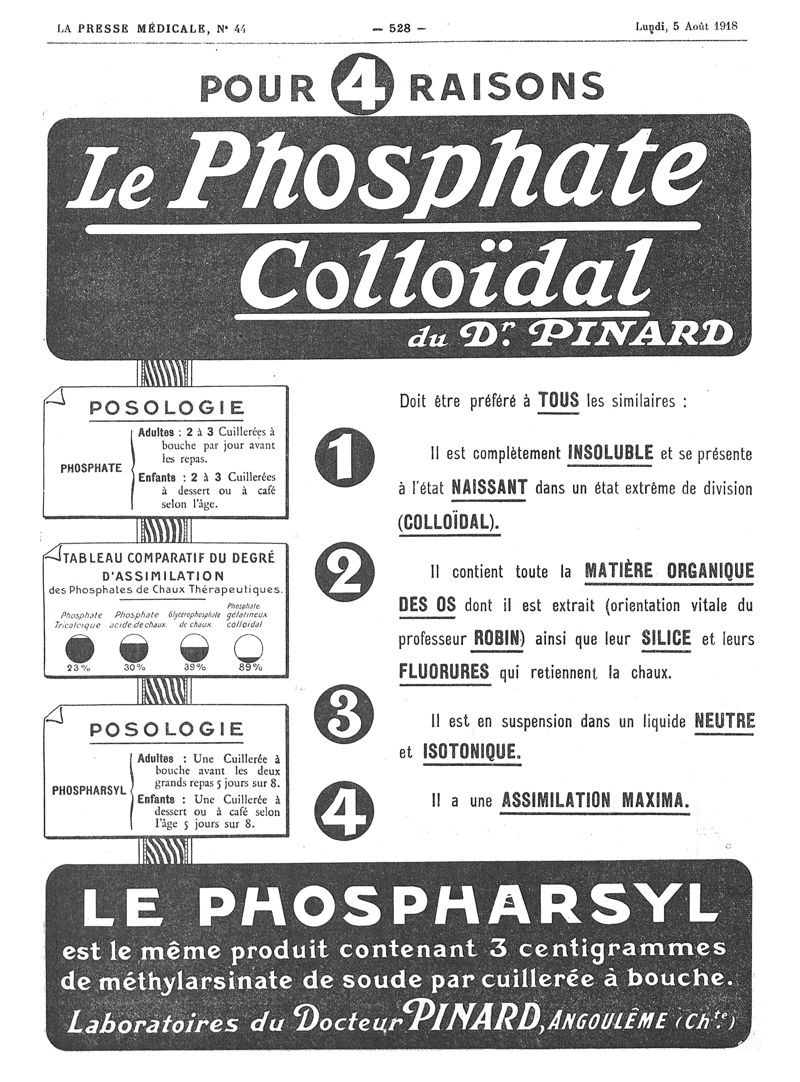 LA PRESSE MÉDICALE, N° 44
— 528 —
Lundi, 5 Août 1918
POUR 4 RAISONS
Le Phosphate
Colloïdal
du Dr. PINARD
POSOLOGIE
PHOSPHATE
Adultes : 2 à 3 Cuillerées à
bouche par jour avant
les repas.
Enfants : 2 à 3 Cuillerées
à dessert ou à café
selon l'âge.
TABLEAU COMPARATIF DU DEGRÉ
D'ASSIMILATION
des Phosphates de Chaux Thérapeutiques.
Phosphate
Tricalcique
Phosphate
acide de chaux
Glycérophosphate
de chaux
Phosphate
gélatineux
colloïdal
23% 30% 39% 89%
POSOLOGIE
PHOSPHARSYL
Adultes : Une Cuillerée à
bouche avant les deux
grands repas 5 jours sur 8.
Enfants : Une Cuillerée à
dessert ou à café selon
l'âge 5 jours sur 8.
Doit être préféré à TOUS les similaires :
1
Il est complètement INSOLUBLE et se présente
à l'état NAISSANT dans un état extrême de division
(COLLOÏDAL).
2
Il contient toute la MATIÈRE ORGANIQUE
DES OS dont il est extrait (orientation vitale du
professeur ROBIN) ainsi que leur SILICE et leurs
FLUORURES qui retiennent la chaux.
3
Il est en suspension dans un liquide NEUTRE
et ISOTONIQUE.
4
Il a une ASSIMILATION MAXIMA.
LE PHOSPHARSYL
est le même produit contenant 3 centigrammes
de méthylarsinate de soude par cuillerée à bouche.
Laboratoires du Docteur PINARD, ANGOULÊME (Chte.)